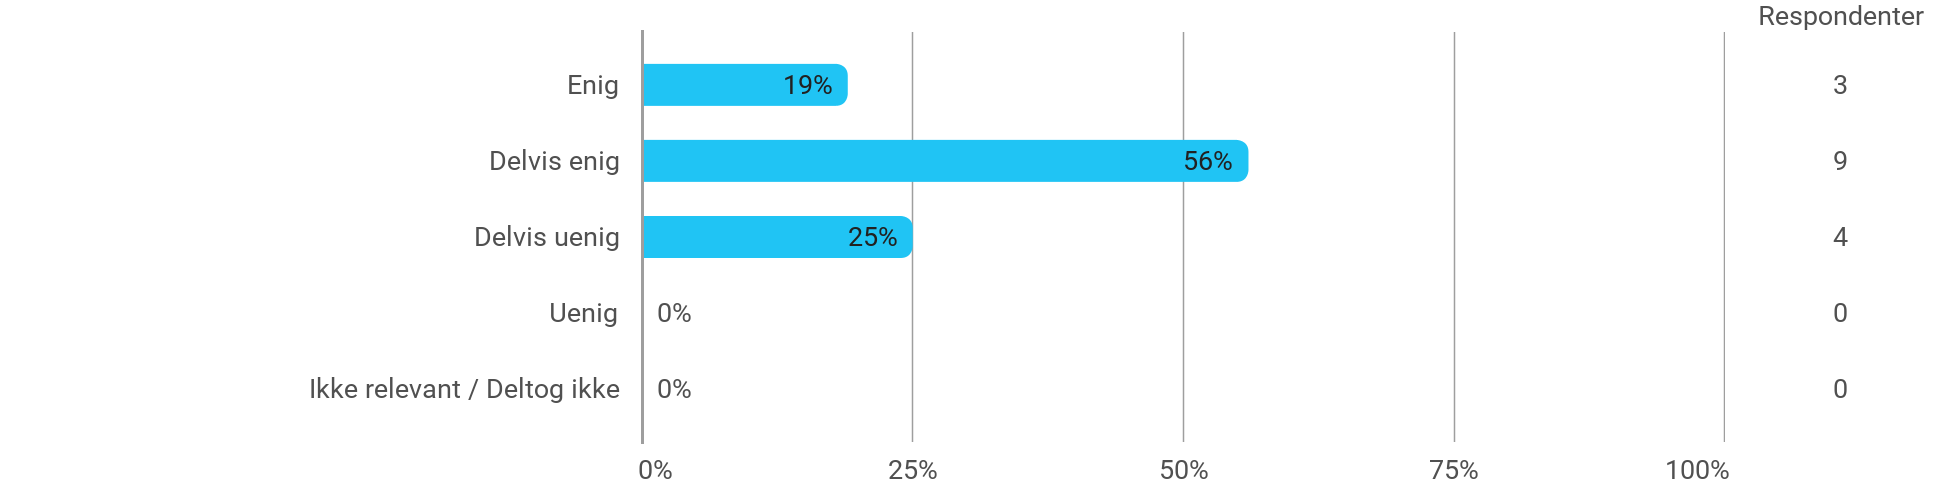 Respondenter
Enig 19% 3
Delvis enig 56% 9
Delvis uenig 25% 4
Uenig 0% 0
Ikke relevant / Deltog ikke 0% 0
0% 25% 50% 75% 100%